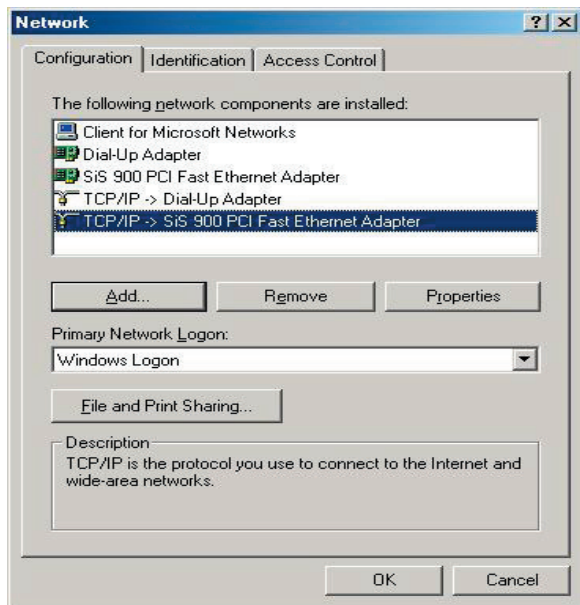 Network
Configuration Identification Access Control
The following network components are installed:
Client for Microsoft Networks
Dial-Up Adapter
SiS 900 PCI Fast Ethernet Adapter
TCP/IP -> Dial-Up Adapter
TCP/IP -> SiS 900 PCI Fast Ethernet Adapter
Add... Remove Properties
Primary Network Logon:
Windows Logon
File and Print Sharing...
Description
TCP/IP is the protocol you use to connect to the Internet and
wide-area networks.
OK Cancel